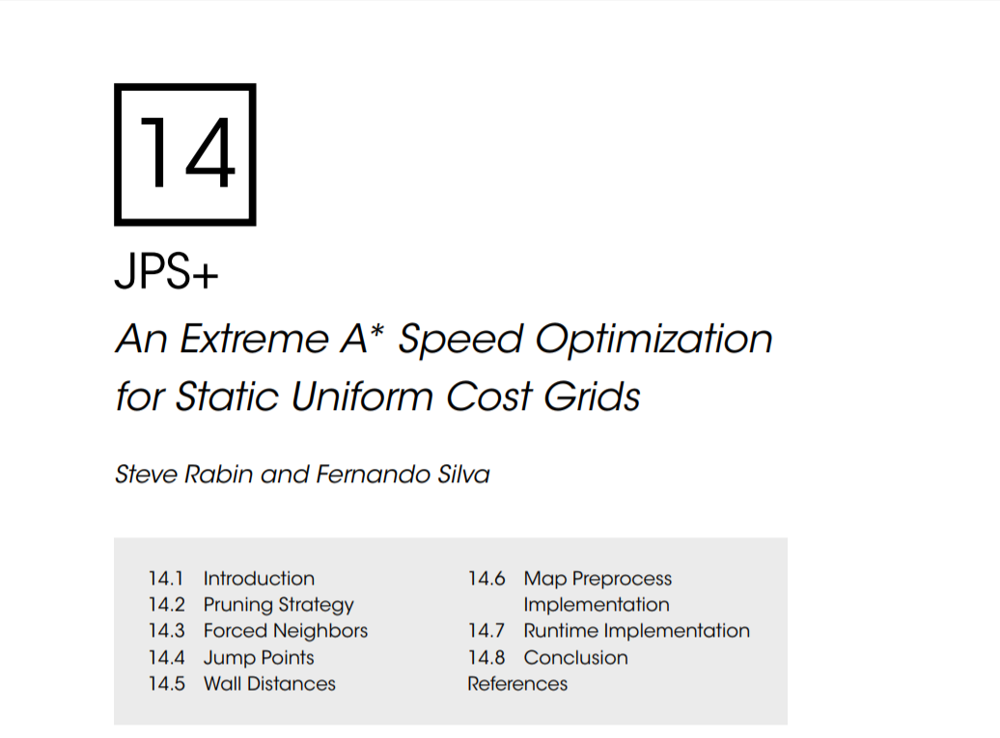 14
JPS+
An Extreme A* Speed Optimization
for Static Uniform Cost Grids
Steve Rabin and Fernando Silva
14.1 Introduction
14.2 Pruning Strategy
14.3 Forced Neighbors
14.4 Jump Points
14.5 Wall Distances
14.6 Map Preprocess
Implementation
14.7 Runtime Implementation
14.8 Conclusion
References